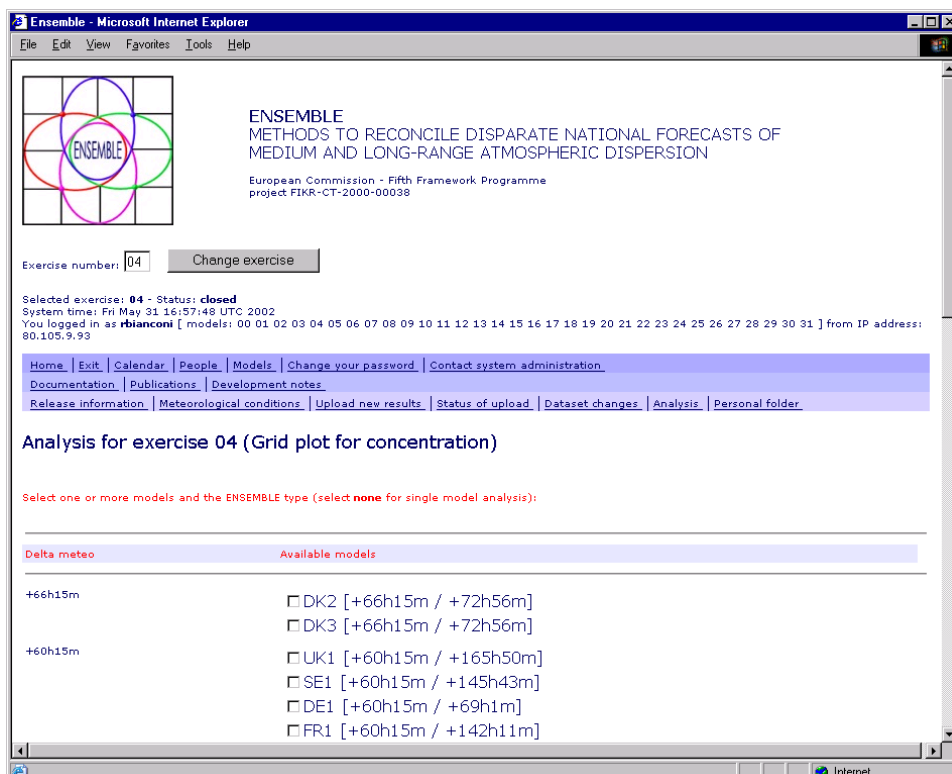 Ensemble - Microsoft Internet Explorer
File Edit View Favorites Tools Help
ENSEMBLE
ENSEMBLE
METHODS TO RECONCILE DISPARATE NATIONAL FORECASTS OF
MEDIUM AND LONG-RANGE ATMOSPHERIC DISPERSION
European Commission - Fifth Framework Programme
project FIKR-CT-2000-00038
Exercise number: 04 Change exercise
Selected exercise: 04 - Status: closed
System time: Fri May 31 16:57:48 UTC 2002
You logged in as rbianconi [ models: 00 01 02 03 04 05 06 07 08 09 10 11 12 13 14 15 16 17 18 19 20 21 22 23 24 25 26 27 28 29 30 31 ] from IP address:
80.105.9.93
Home | Exit | Calendar | People | Models | Change your password | Contact system administration
Documentation | Publications | Development notes
Release information | Meteorological conditions | Upload new results | Status of upload | Dataset changes | Analysis | Personal folder
Analysis for exercise 04 (Grid plot for concentration)
Select one or more models and the ENSEMBLE type (select none for single model analysis):
Delta meteo Available models
+66h15m DK2 [+66h15m / +72h56m]
DK3 [+66h15m / +72h56m]
+60h15m UK1 [+60h15m / +165h50m]
SE1 [+60h15m / +145h43m]
DE1 [+60h15m / +69h1m]
FR1 [+60h15m / +142h11m]
Internet